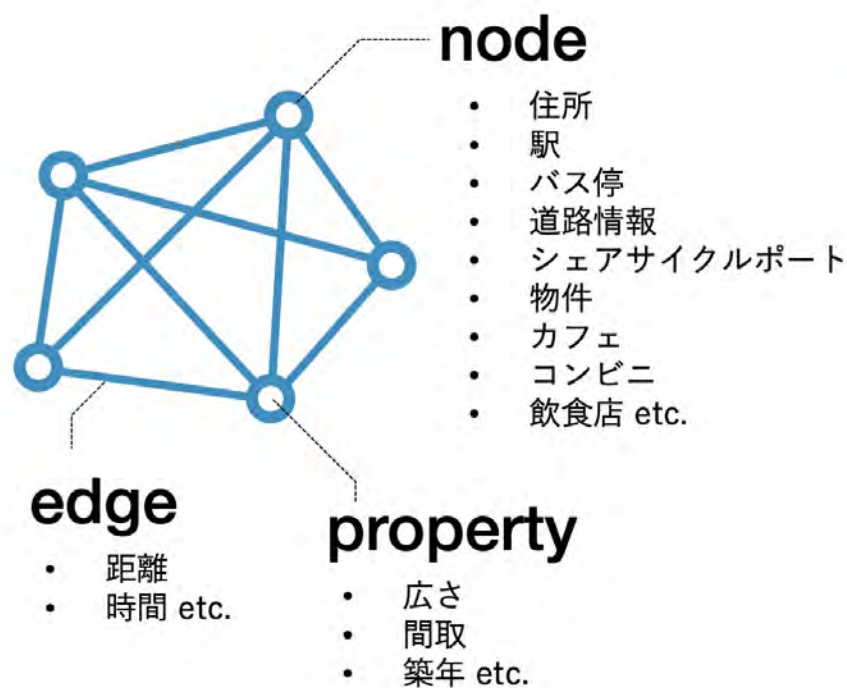 node
• 住所
• 駅
• バス停
• 道路情報
• シェアサイクルポート
• 物件
• カフェ
• コンビニ
• 飲食店 etc.
edge
• 距離
• 時間 etc.
property
• 広さ
• 間取
• 築年 etc.